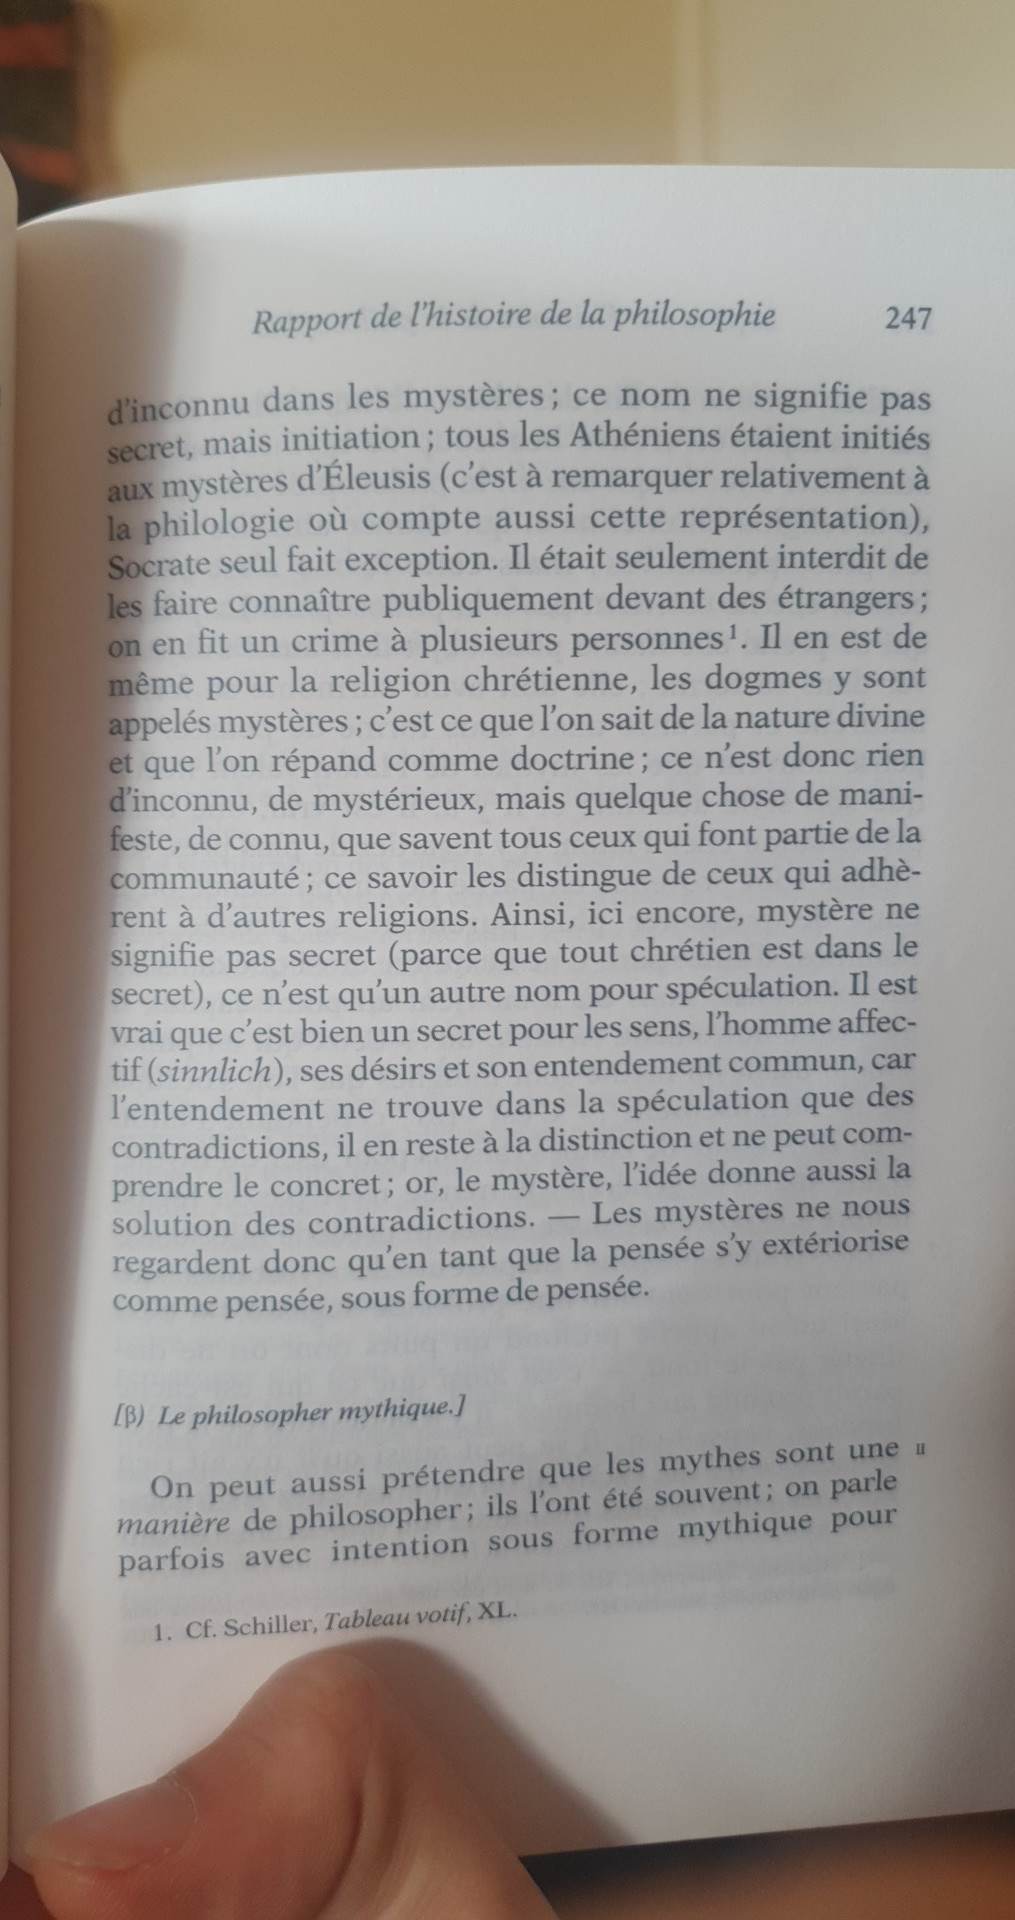 Rapport de l'histoire de la philosophie 247
d'inconnu dans les mystères ; ce nom ne signifie pas
secret, mais initiation ; tous les Athéniens étaient initiés
aux mystères d'Éleusis (c'est à remarquer relativement à
la philologie où compte aussi cette représentation),
Socrate seul fait exception. Il était seulement interdit de
les faire connaître publiquement devant des étrangers ;
on en fit un crime à plusieurs personnes¹. Il en est de
même pour la religion chrétienne, les dogmes y sont
appelés mystères ; c'est ce que l'on sait de la nature divine
et que l'on répand comme doctrine ; ce n'est donc rien
d'inconnu, de mystérieux, mais quelque chose de mani-
feste, de connu, que savent tous ceux qui font partie de la
communauté ; ce savoir les distingue de ceux qui adhè-
rent à d'autres religions. Ainsi, ici encore, mystère ne
signifie pas secret (parce que tout chrétien est dans le
secret), ce n'est qu'un autre nom pour spéculation. Il est
vrai que c'est bien un secret pour les sens, l'homme affec-
tif (sinnlich), ses désirs et son entendement commun, car
l'entendement ne trouve dans la spéculation que des
contradictions, il en reste à la distinction et ne peut com-
prendre le concret ; or, le mystère, l'idée donne aussi la
solution des contradictions. — Les mystères ne nous
regardent donc qu'en tant que la pensée s'y extériorise
comme pensée, sous forme de pensée.
[β) Le philosopher mythique.]
On peut aussi prétendre que les mythes sont une II
manière de philosopher ; ils l'ont été souvent ; on parle
parfois avec intention sous forme mythique pour
1. Cf. Schiller, Tableau votif, XL.